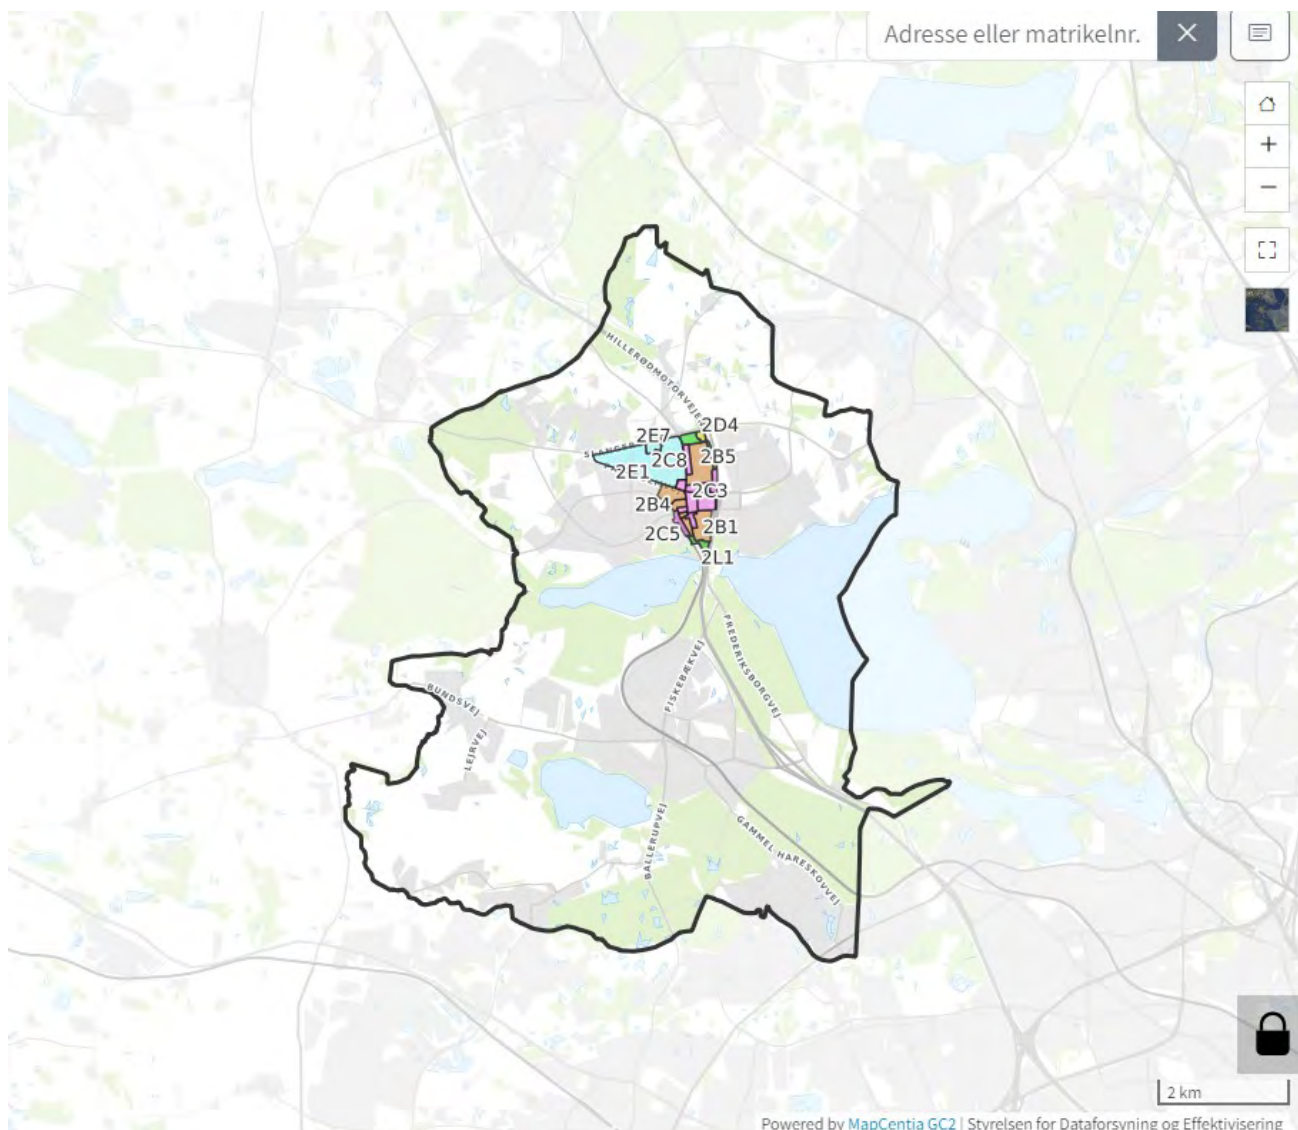 Adresse eller matrikelnr.
HILLERØDMOTORVEJEN
2D4
2E7
2B5
2C8
2E1
2C3
2B4
2B1
2C5
2L1
FREDERIKSBORGVEJ
FISKEBÆKVEJ
BUNDSVEJ
LEJRVEJ
BALLERUPVEJ
GAMMEL HARESKOVVEJ
2 km
Powered by MapCentia GC2 | Styrelsen for Dataforsyning og Effektivisering